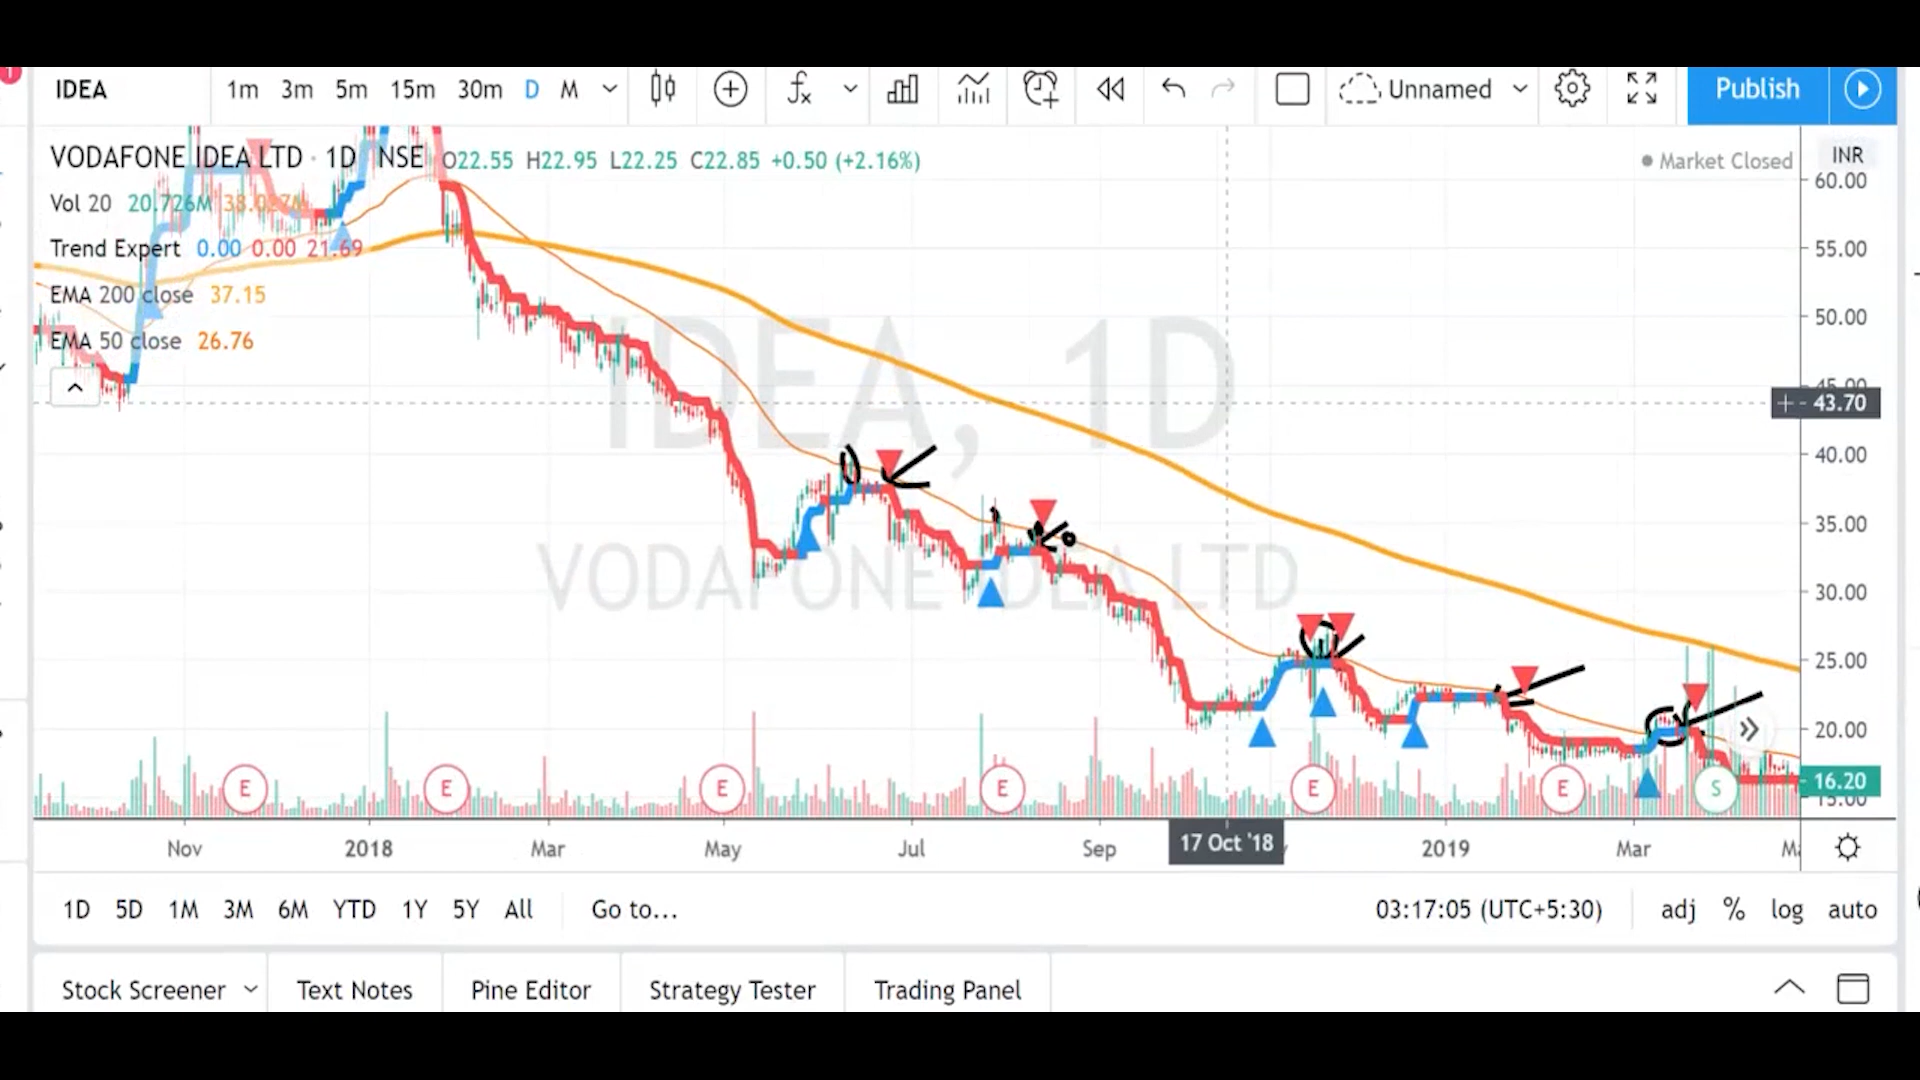 IDEA 1m 3m 5m 15m 30m D M Unnamed Publish
VODAFONE IDEA LTD · 1D NSE O22.55 H22.95 L22.25 C22.85 +0.50 (+2.16%) Market Closed INR
Vol 20 20.726M 38.027M
Trend Expert 0.00 0.00 21.69
EMA 200 close 37.15
EMA 50 close 26.76
IDEA, 1D
VODAFONE IDEA LTD
60.00
55.00
50.00
45.00
43.70
40.00
35.00
30.00
25.00
20.00
16.20
15.00
E E E E E E S
Nov 2018 Mar May Jul Sep 17 Oct '18 2019 Mar
1D 5D 1M 3M 6M YTD 1Y 5Y All Go to... 03:17:05 (UTC+5:30) adj % log auto
Stock Screener Text Notes Pine Editor Strategy Tester Trading Panel